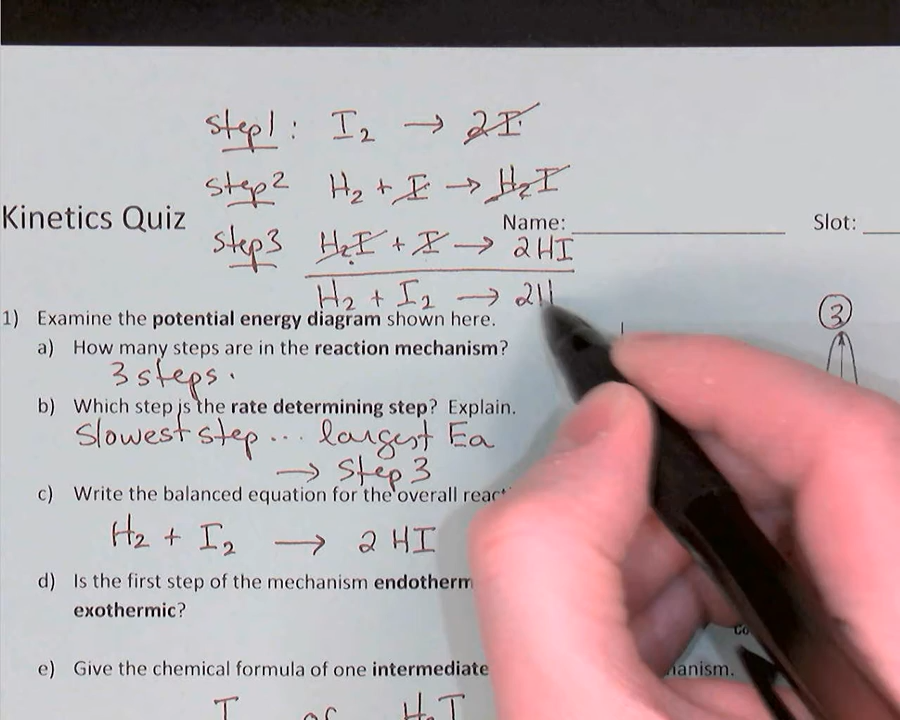 Step1: I₂ → 2I
Step2 H₂ + I → H₂I
Kinetics Quiz Name: Slot:
Step3 H₂I + I → 2HI
H₂ + I₂ → 2H
1) Examine the potential energy diagram shown here.
3
a) How many steps are in the reaction mechanism?
3 steps.
b) Which step is the rate determining step? Explain.
Slowest step... largest Ea
→ Step 3
c) Write the balanced equation for the overall
H₂ + I₂ → 2 HI
d) Is the first step of the mechanism
exothermic?
e) Give the chemical formula of one intermediate
I or H₂I